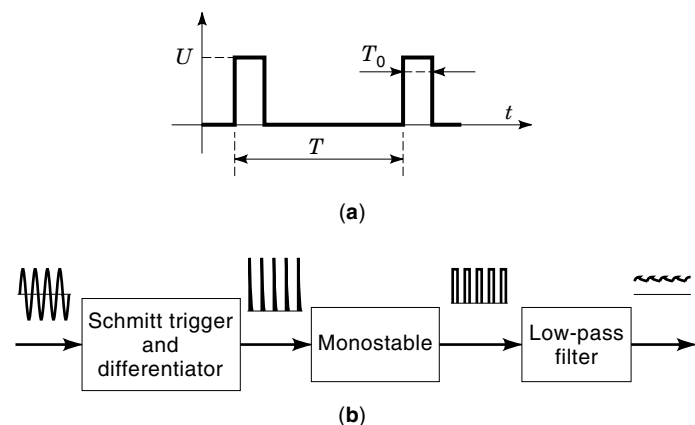 U
T₀
t
T
(a)
Schmitt trigger
and
differentiator
Monostable
Low-pass
filter
(b)